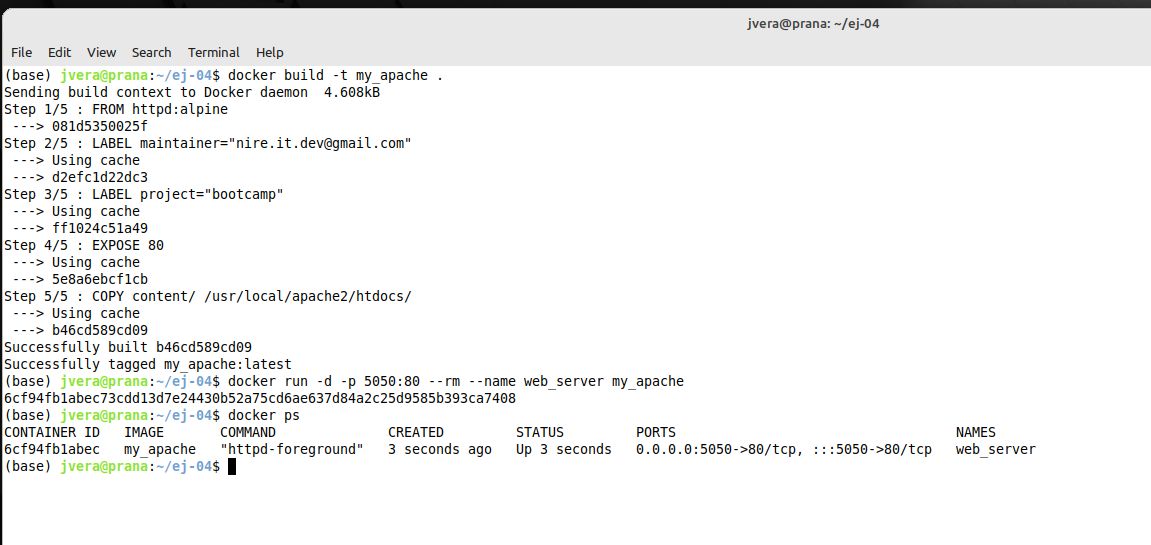 jvera@prana: ~/ej-04
File Edit View Search Terminal Help
(base) jvera@prana:~/ej-04$ docker build -t my_apache .
Sending build context to Docker daemon  4.608kB
Step 1/5 : FROM httpd:alpine
 ---> 081d5350025f
Step 2/5 : LABEL maintainer="nire.it.dev@gmail.com"
 ---> Using cache
 ---> d2efc1d22dc3
Step 3/5 : LABEL project="bootcamp"
 ---> Using cache
 ---> ff1024c51a49
Step 4/5 : EXPOSE 80
 ---> Using cache
 ---> 5e8a6ebcf1cb
Step 5/5 : COPY content/ /usr/local/apache2/htdocs/
 ---> Using cache
 ---> b46cd589cd09
Successfully built b46cd589cd09
Successfully tagged my_apache:latest
(base) jvera@prana:~/ej-04$ docker run -d -p 5050:80 --rm --name web_server my_apache
6cf94fb1abec73cdd13d7e24430b52a75cd6ae637d84a2c25d9585b393ca7408
(base) jvera@prana:~/ej-04$ docker ps
CONTAINER ID   IMAGE       COMMAND              CREATED         STATUS         PORTS                                   NAMES
6cf94fb1abec   my_apache   "httpd-foreground"   3 seconds ago   Up 3 seconds   0.0.0.0:5050->80/tcp, :::5050->80/tcp   web_server
(base) jvera@prana:~/ej-04$